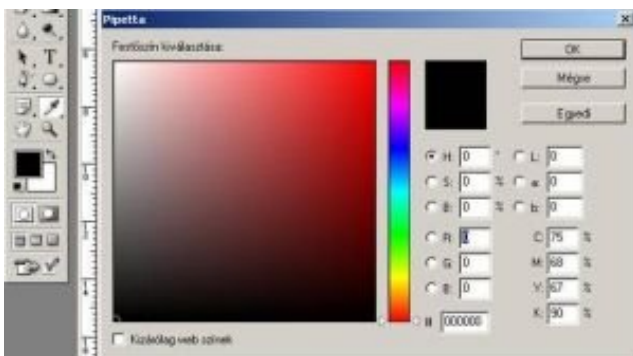 Pipetta
Festőszín kiválasztása:
OK
Mégse
Egyedi
H: 0 °
L: 0
S: 0 %
a: 0
B: 0 %
b: 0
R: 0
C: 75 %
G: 0
M: 68 %
B: 0
Y: 67 %
# 000000
K: 90 %
Kizárólag web színek